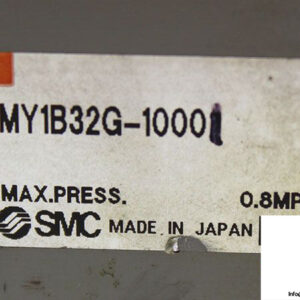 MY1B32G-1000
MAX.PRESS. 0.8MP
SMC MADE IN JAPAN